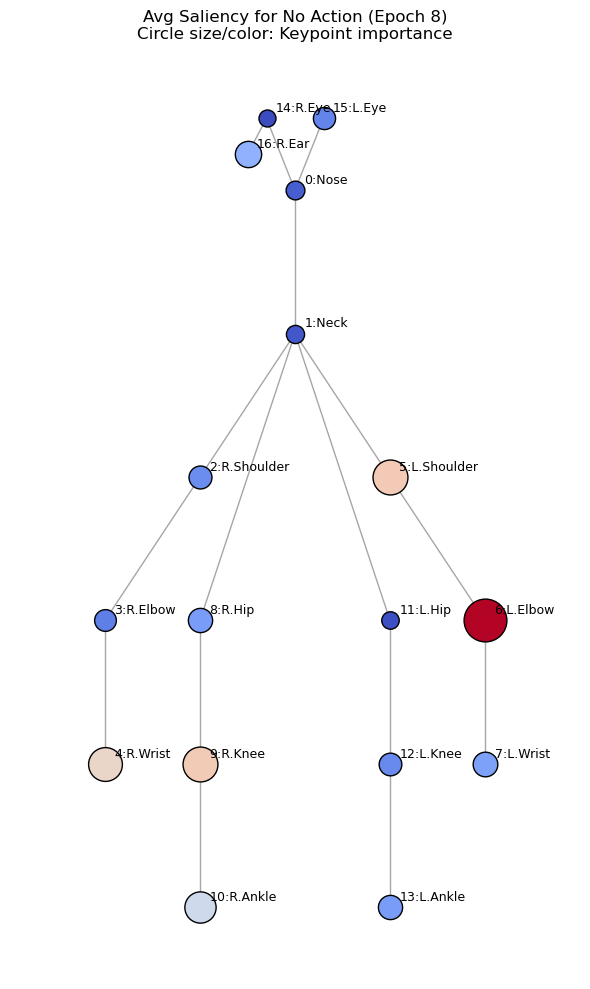 Avg Saliency for No Action (Epoch 8)
Circle size/color: Keypoint importance
14:R.Eye
15:L.Eye
16:R.Ear
0:Nose
1:Neck
2:R.Shoulder
5:L.Shoulder
3:R.Elbow
8:R.Hip
11:L.Hip
6:L.Elbow
4:R.Wrist
9:R.Knee
12:L.Knee
7:L.Wrist
10:R.Ankle
13:L.Ankle